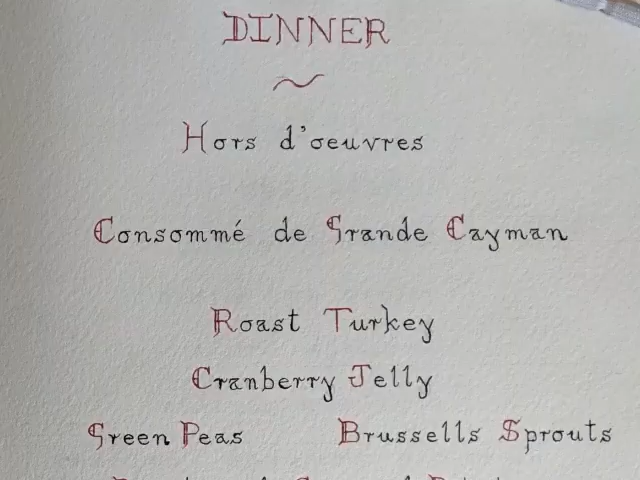 DINNER
Hors d'oeuvres
Consommé de Grande Cayman
Roast Turkey
Cranberry Jelly
Green Peas Brussells Sprouts